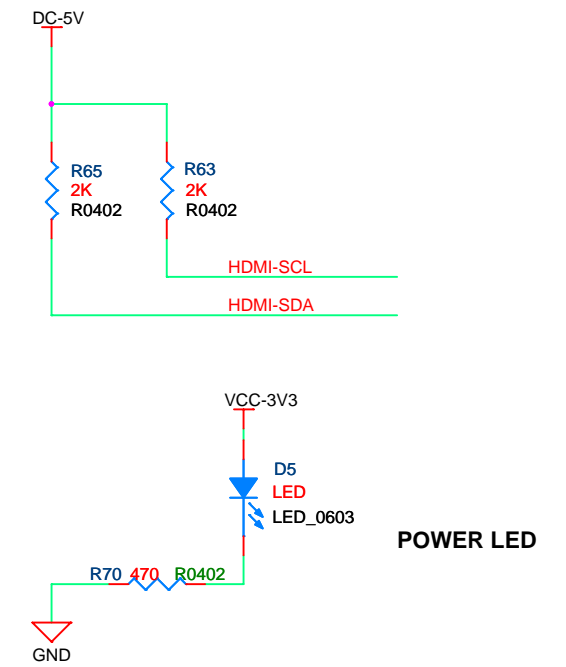 DC-5V
R65
2K
R0402
R63
2K
R0402
HDMI-SCL
HDMI-SDA
VCC-3V3
D5
LED
LED_0603
POWER LED
R70 470 R0402
GND